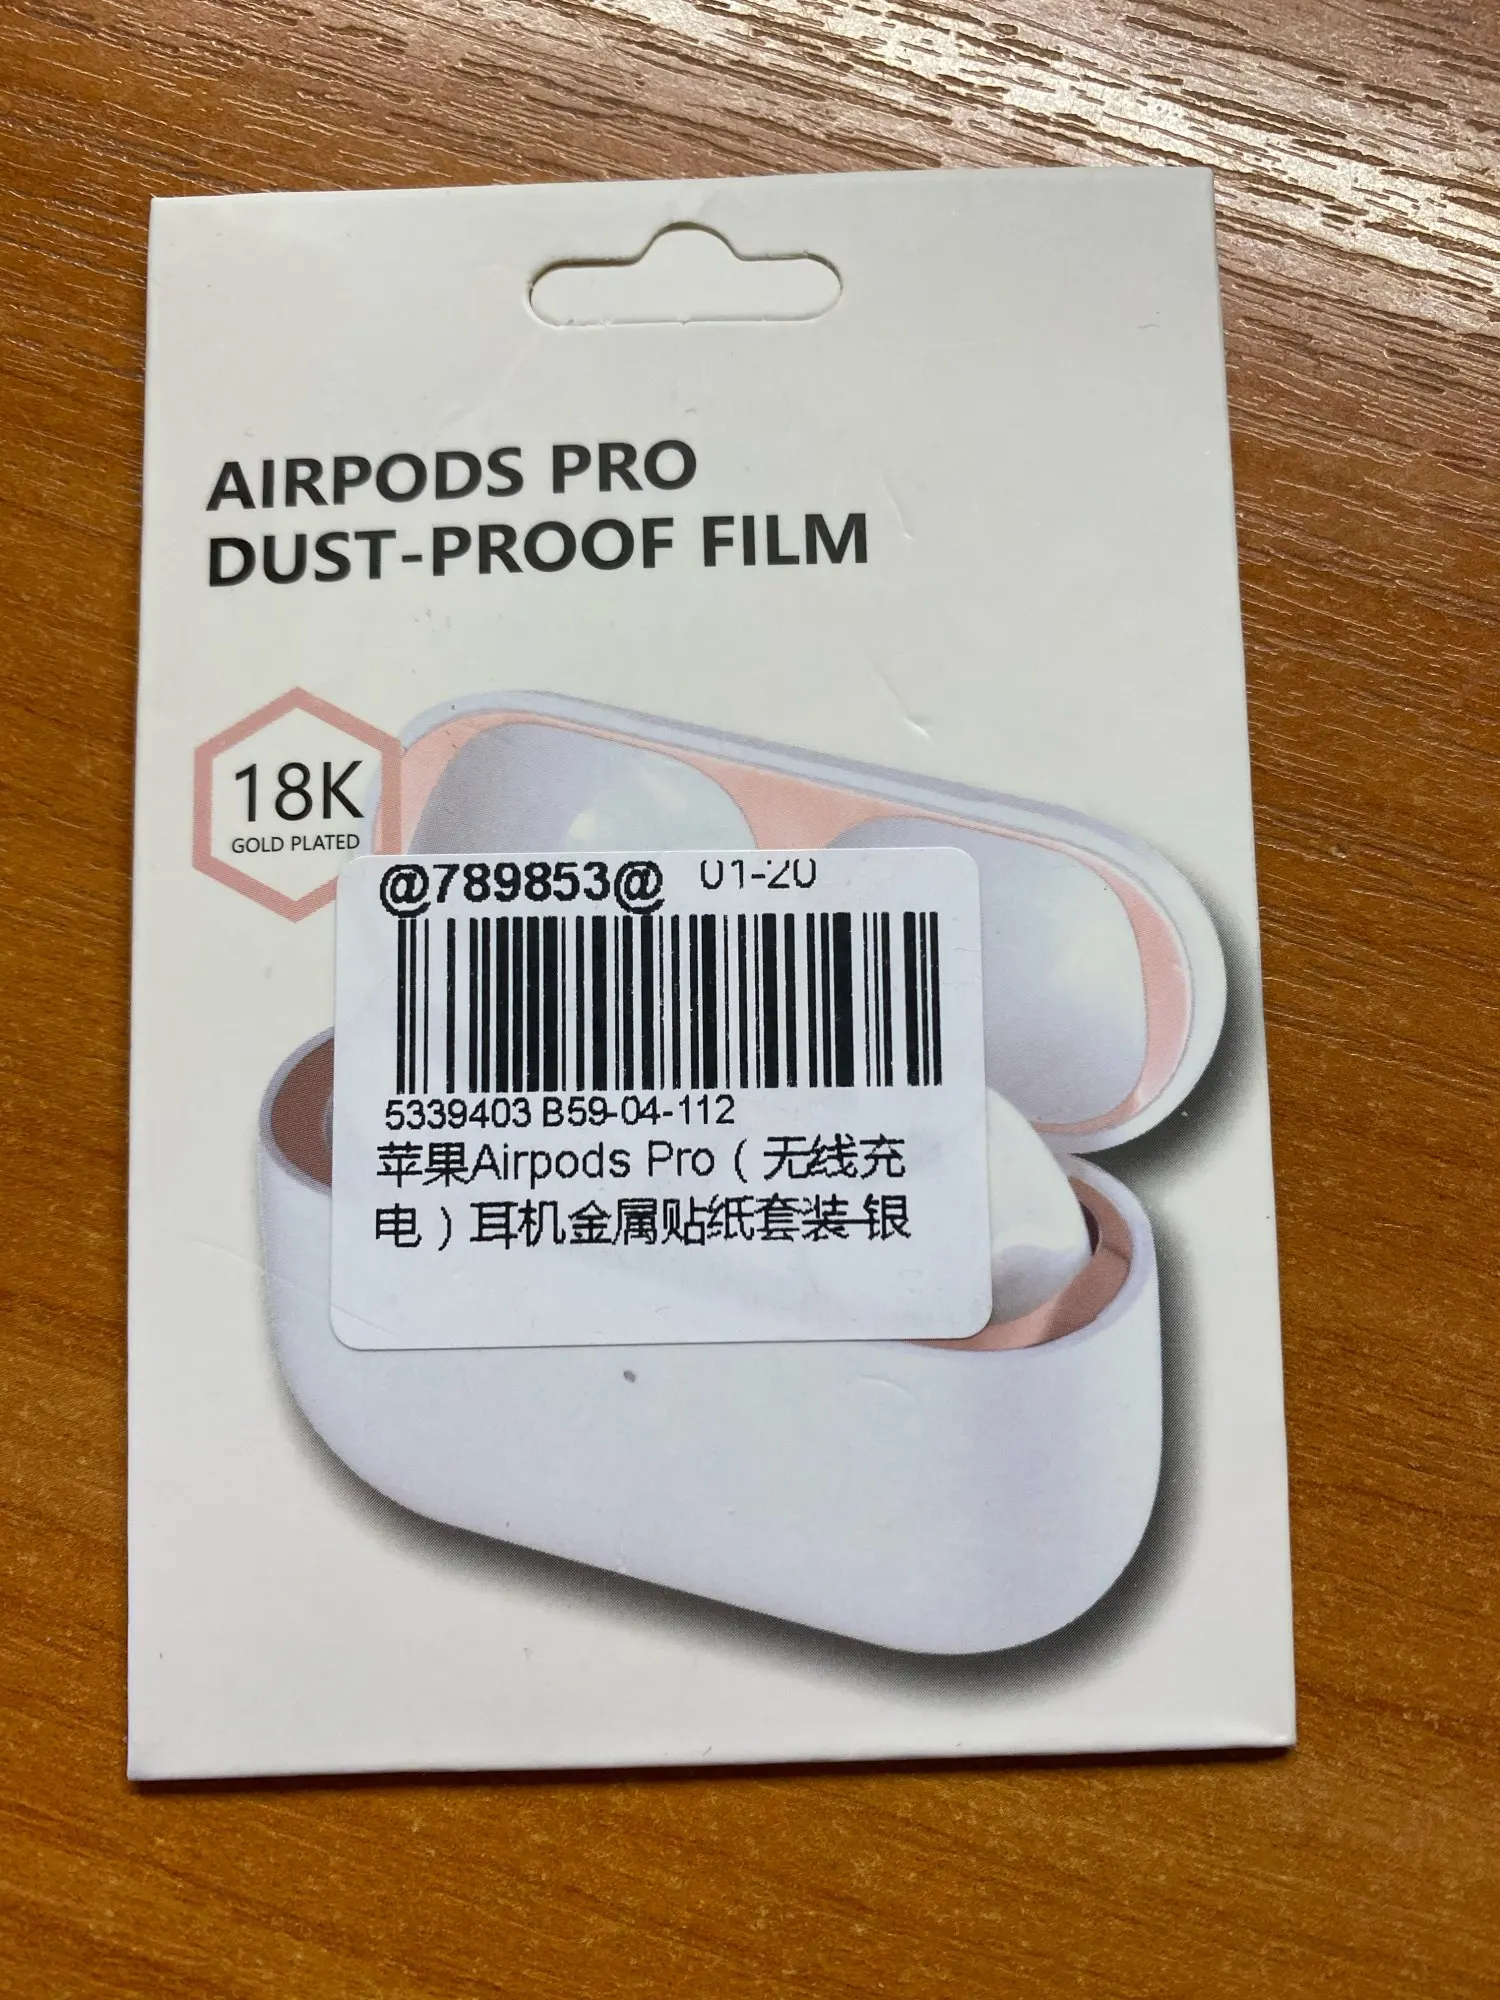 AIRPODS PRO
DUST-PROOF FILM
18K
GOLD PLATED
@789853@ 01-20
5339403 B59-04-112
苹果Airpods Pro（无线充
电）耳机金属贴纸套装-银